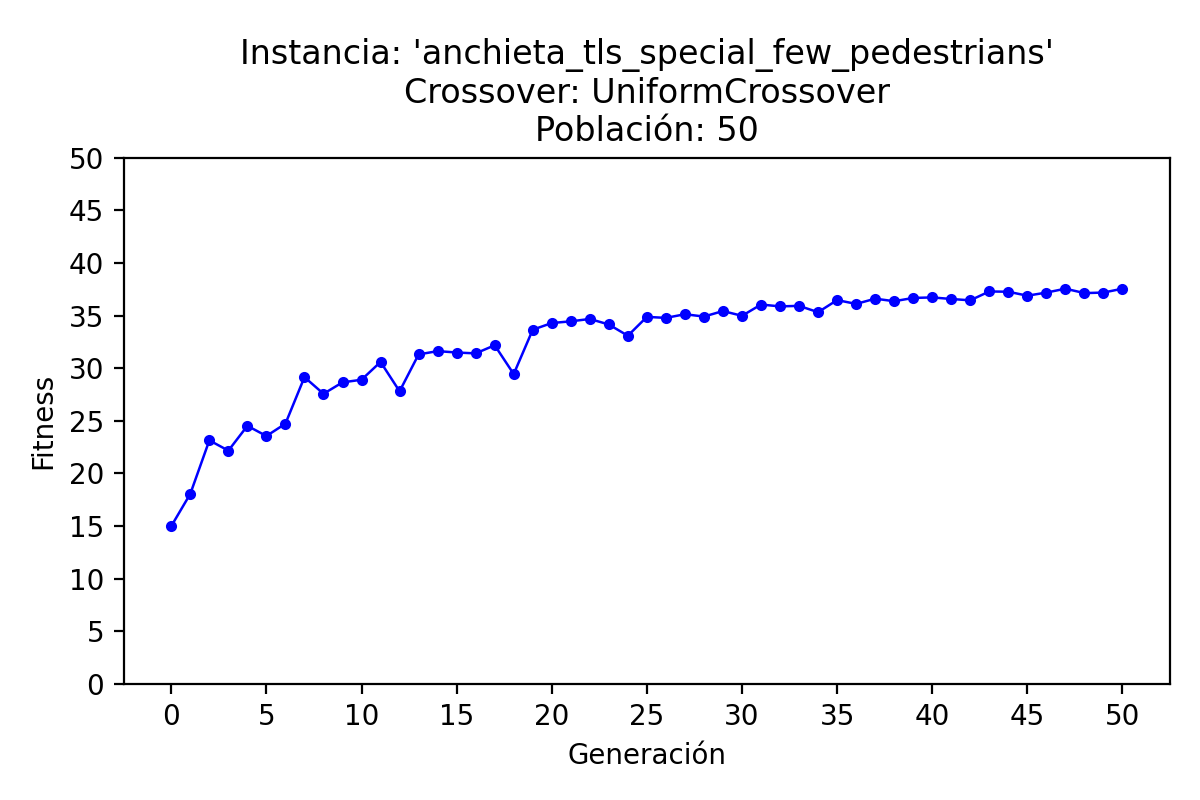 Instancia: 'anchieta_tls_special_few_pedestrians'
Crossover: UniformCrossover
Población: 50
50
45
40
35
30
25
20
15
10
5
0
Fitness
0 5 10 15 20 25 30 35 40 45 50
Generación